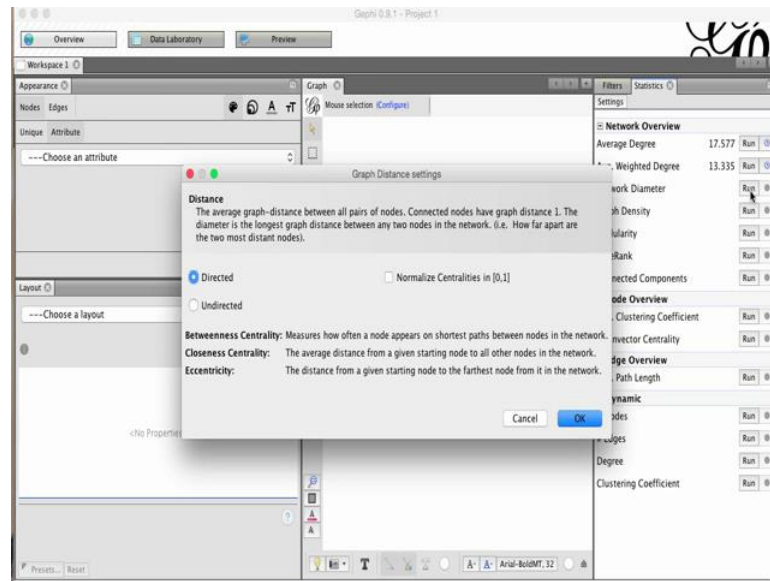 Gephi 0.9.1 - Project 1
Overview
Data Laboratory
Preview
Workspace 1
Appearance
Nodes Edges
Unique Attribute
---Choose an attribute
Layout
---Choose a layout
<No Properties
Presets... Reset
Graph
Mouse selection (Configure)
Graph Distance settings
Distance
The average graph-distance between all pairs of nodes. Connected nodes have graph distance 1. The
diameter is the longest graph distance between any two nodes in the network. (i.e. How far apart are
the two most distant nodes).
Directed
Normalize Centralities in [0,1]
Undirected
Betweenness Centrality: Measures how often a node appears on shortest paths between nodes in the network.
Closeness Centrality: The average distance from a given starting node to all other nodes in the network.
Eccentricity: The distance from a given starting node to the farthest node from it in the network.
Cancel
OK
T
A- A- Arial-BoldMT, 32
Filters Statistics
Settings
Network Overview
Average Degree 17.577 Run
Weighted Degree 13.335 Run
Diameter Run
Density Run
Run
Run
Components Run
Overview
Clustering Coefficient Run
Centrality Run
Overview
Path Length Run
Run
Run
Degree Run
Clustering Coefficient Run